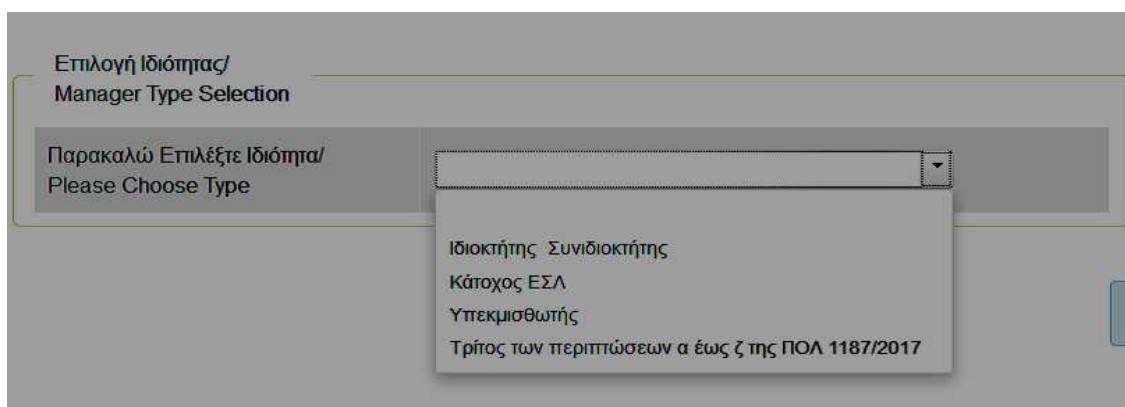 Επιλογή Ιδιότητας/
Manager Type Selection
Παρακαλώ Επιλέξτε Ιδιότητα/
Please Choose Type
Ιδιοκτήτης Συνιδιοκτήτης
Κάτοχος ΕΣΛ
Υπεκμισθωτής
Τρίτος των περιπτώσεων α έως ζ της ΠΟΛ 1187/2017